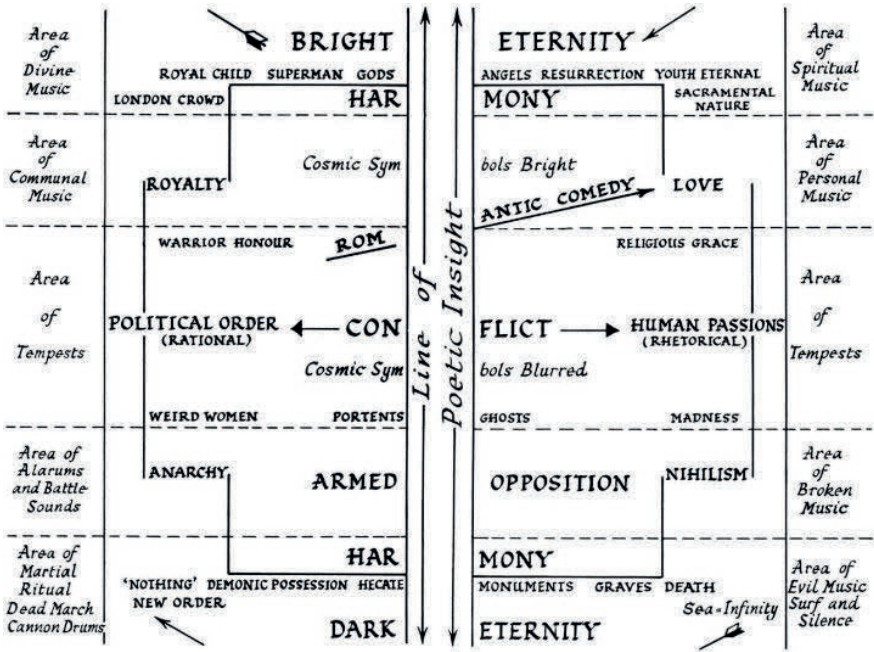 Area
of
Divine
Music
BRIGHT
ROYAL CHILD SUPERMAN GODS
LONDON CROWD
HAR
ETERNITY
ANGELS RESURRECTION YOUTH ETERNAL
MONY
SACRAMENTAL
NATURE
Area
of
Spiritual
Music
Area
of
Communal
Music
Cosmic Sym
ROYALTY
bols Bright
ANTIC COMEDY
LOVE
Area
of
Personal
Music
WARRIOR HONOUR
ROM
RELIGIOUS GRACE
Area
of
Tempests
POLITICAL ORDER
(RATIONAL)
CON
Cosmic Sym
Line of
Poetic Insight
FLICT
HUMAN PASSIONS
(RHETORICAL)
bols Blurred
Area
of
Tempests
WEIRD WOMEN
PORTENTS
GHOSTS
MADNESS
Area of
Alarums
and Battle
Sounds
ANARCHY
ARMED
OPPOSITION
NIHILISM
Area
of
Broken
Music
Area of
Martial
Ritual
Dead March
Cannon Drums
HAR
'NOTHING' DEMONIC POSSESSION HECATE
NEW ORDER
DARK
MONY
MONUMENTS GRAVES DEATH
Sea=Infinity
ETERNITY
Area of
Evil Music
Surf and
Silence